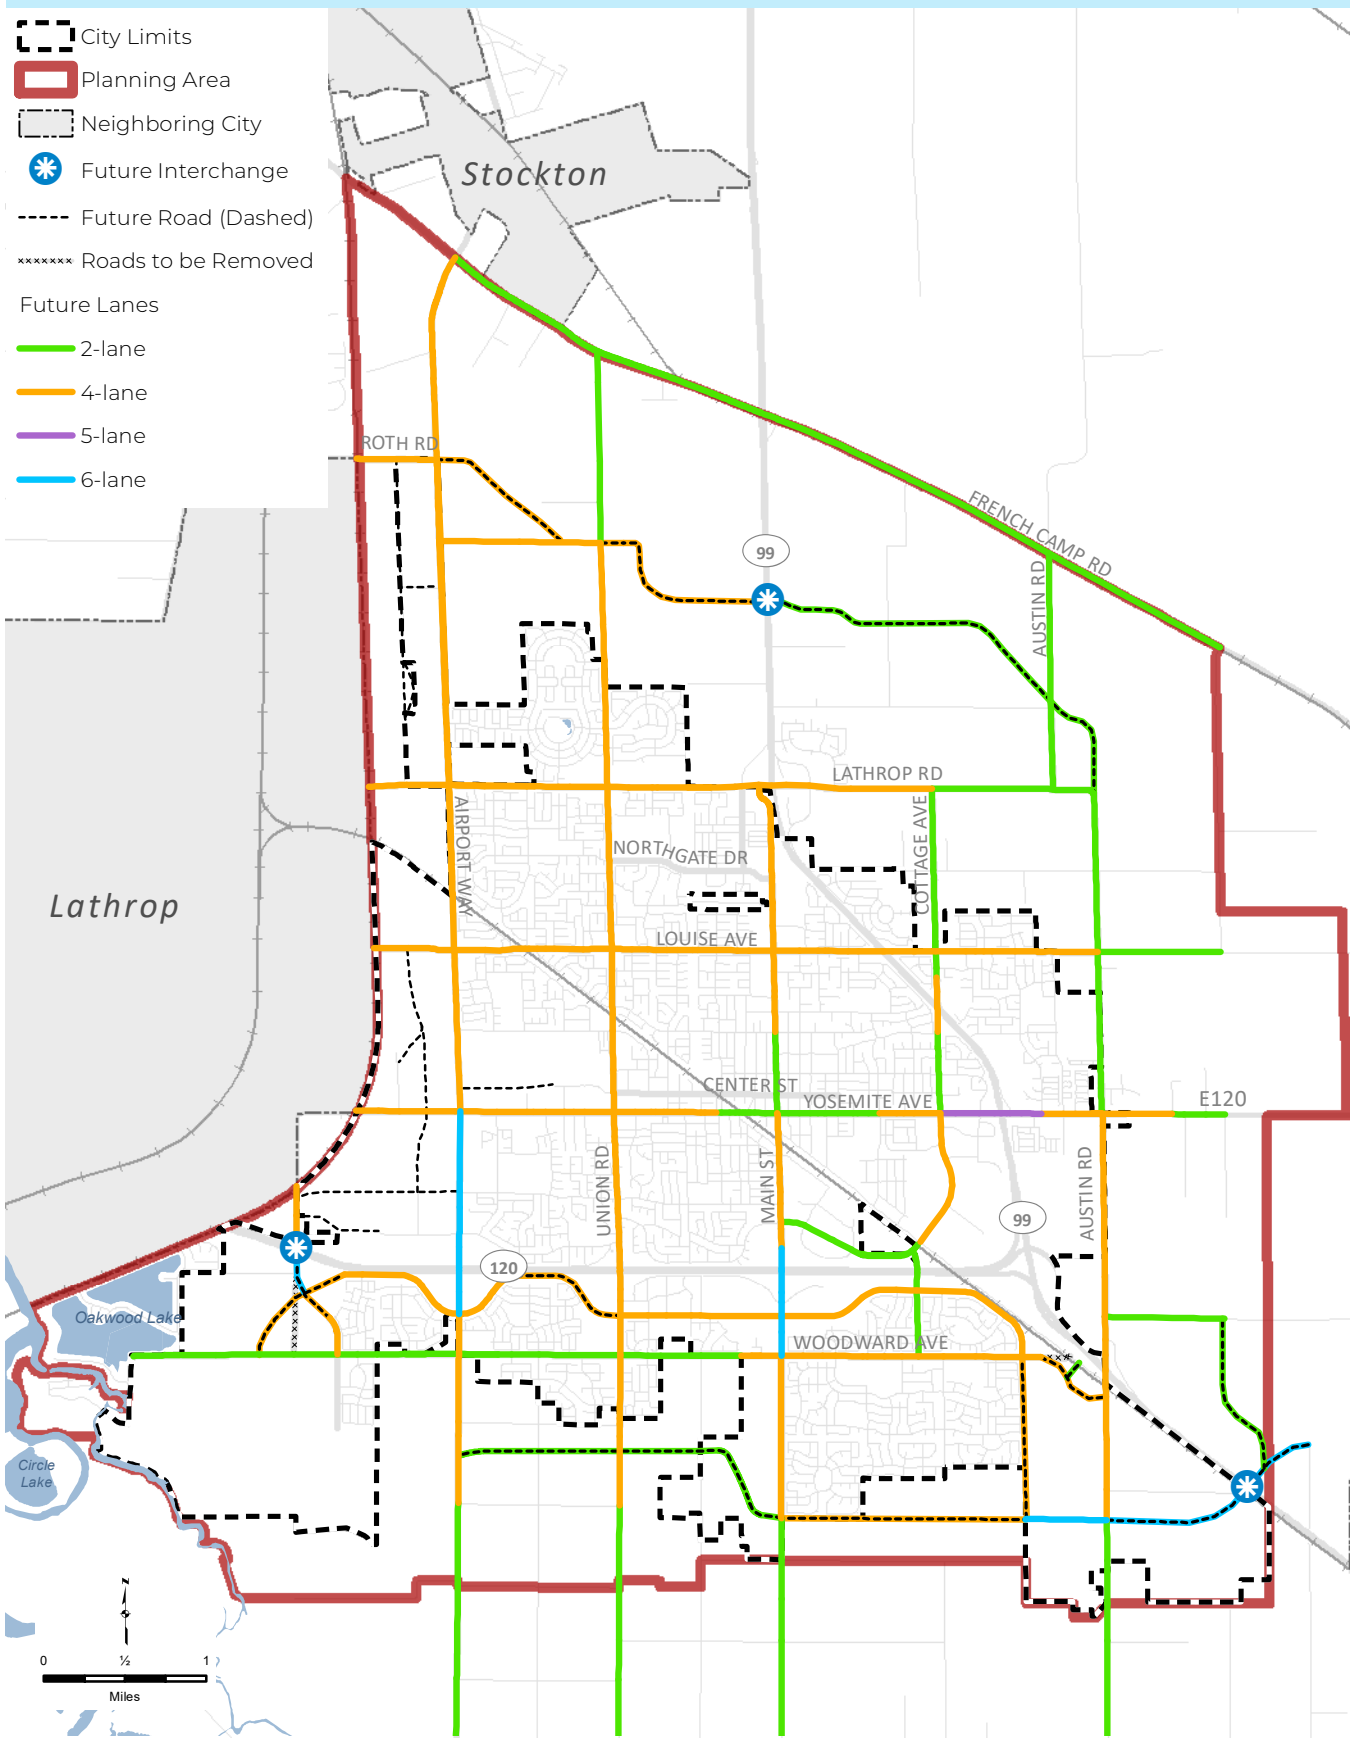 City Limits
Planning Area
Neighboring City
Future Interchange
Future Road (Dashed)
Roads to be Removed
Future Lanes
2-lane
4-lane
5-lane
6-lane
Stockton
ROTH RD
FRENCH CAMP RD
99
AUSTIN RD
LATHROP RD
AIRPORT WAY
COTTAGE AVE
NORTHGATE DR
Lathrop
LOUISE AVE
CENTER ST
YOSEMITE AVE
E120
UNION RD
MAIN ST
AUSTIN RD
99
120
Oakwood Lake
WOODWARD AVE
Circle
Lake
N
0 ½ 1
Miles